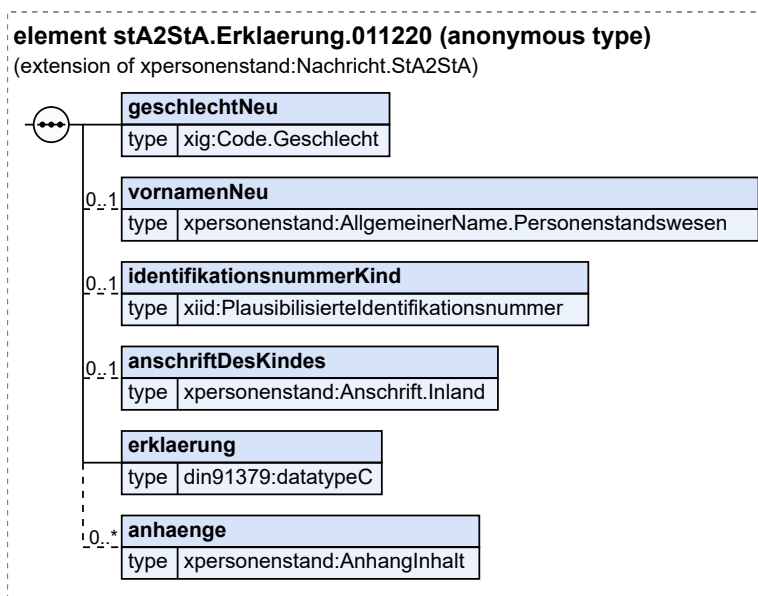 element stA2StA.Erklaerung.011220 (anonymous type)
(extension of xpersonenstand:Nachricht.StA2StA)
geschlechtNeu
type xig:Code.Geschlecht
0..1 vornamenNeu
type xpersonenstand:AllgemeinerName.Personenstandswesen
0..1 identifikationsnummerKind
type xiid:PlausibilisierteIdentifikationsnummer
0..1 anschriftDesKindes
type xpersonenstand:Anschrift.Inland
erklaerung
type din91379:datatypeC
0..* anhaenge
type xpersonenstand:AnhangInhalt